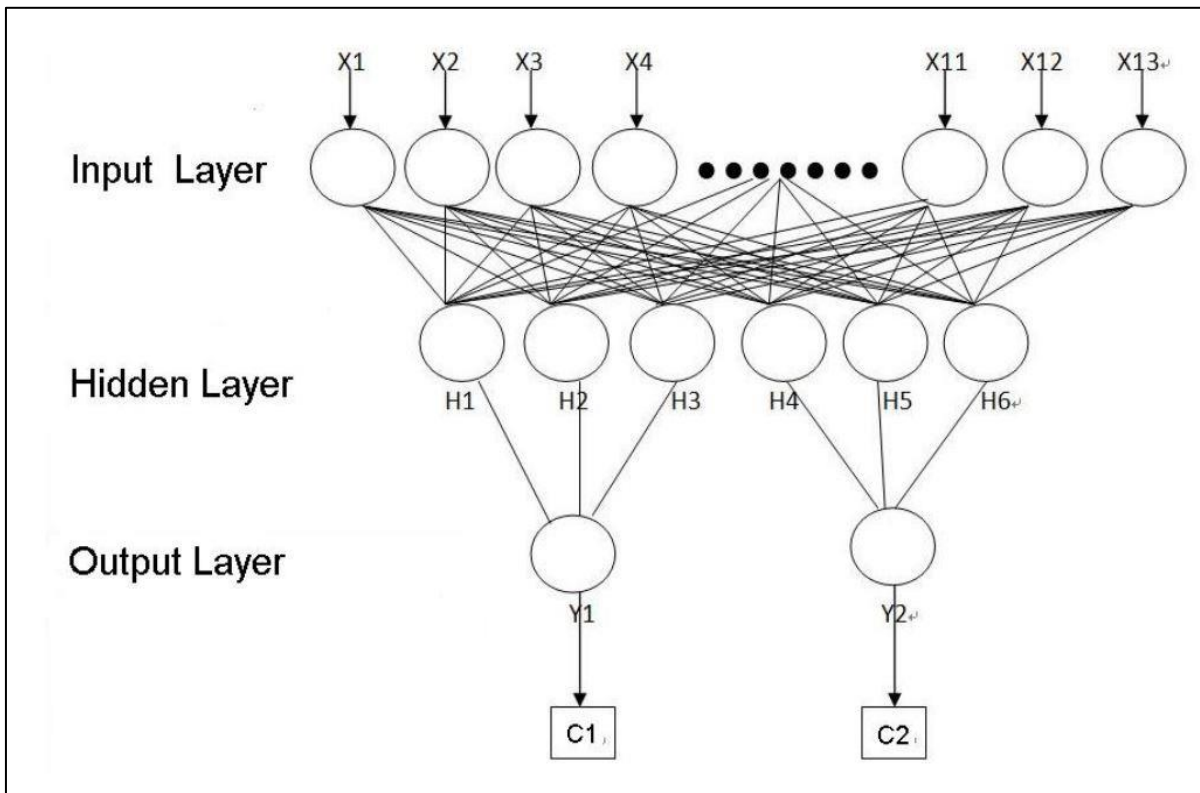 X1 X2 X3 X4 X11 X12 X13↵
Input Layer
Hidden Layer
H1 H2 H3 H4 H5 H6↵
Output Layer
Y1 Y2↵
C1 C2